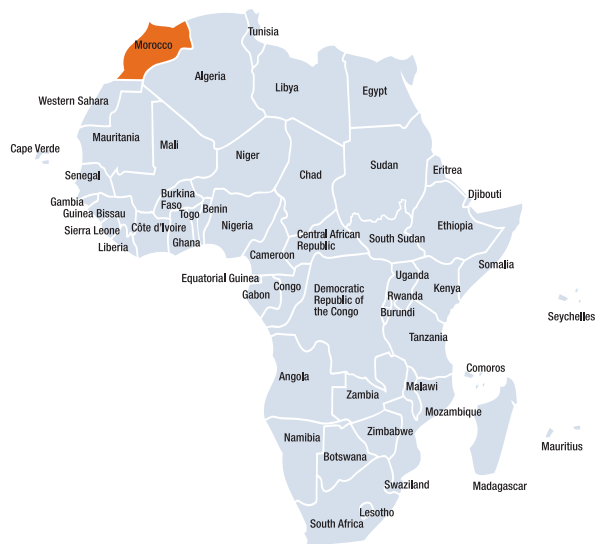 Tunisia
Morocco
Algeria
Libya
Egypt
Western Sahara
Mauritania
Cape Verde
Mali
Niger
Chad
Sudan
Eritrea
Senegal
Djibouti
Gambia
Burkina
Faso
Benin
Guinea Bissau
Togo
Sierra Leone
Côte d'Ivoire
Nigeria
Ghana
Liberia
Central African
Republic
South Sudan
Ethiopia
Cameroon
Somalia
Equatorial Guinea
Congo
Gabon
Democratic
Republic of
the Congo
Uganda
Rwanda
Kenya
Burundi
Seychelles
Tanzania
Comoros
Angola
Malawi
Zambia
Mozambique
Namibia
Zimbabwe
Mauritius
Botswana
Swaziland
Madagascar
Lesotho
South Africa